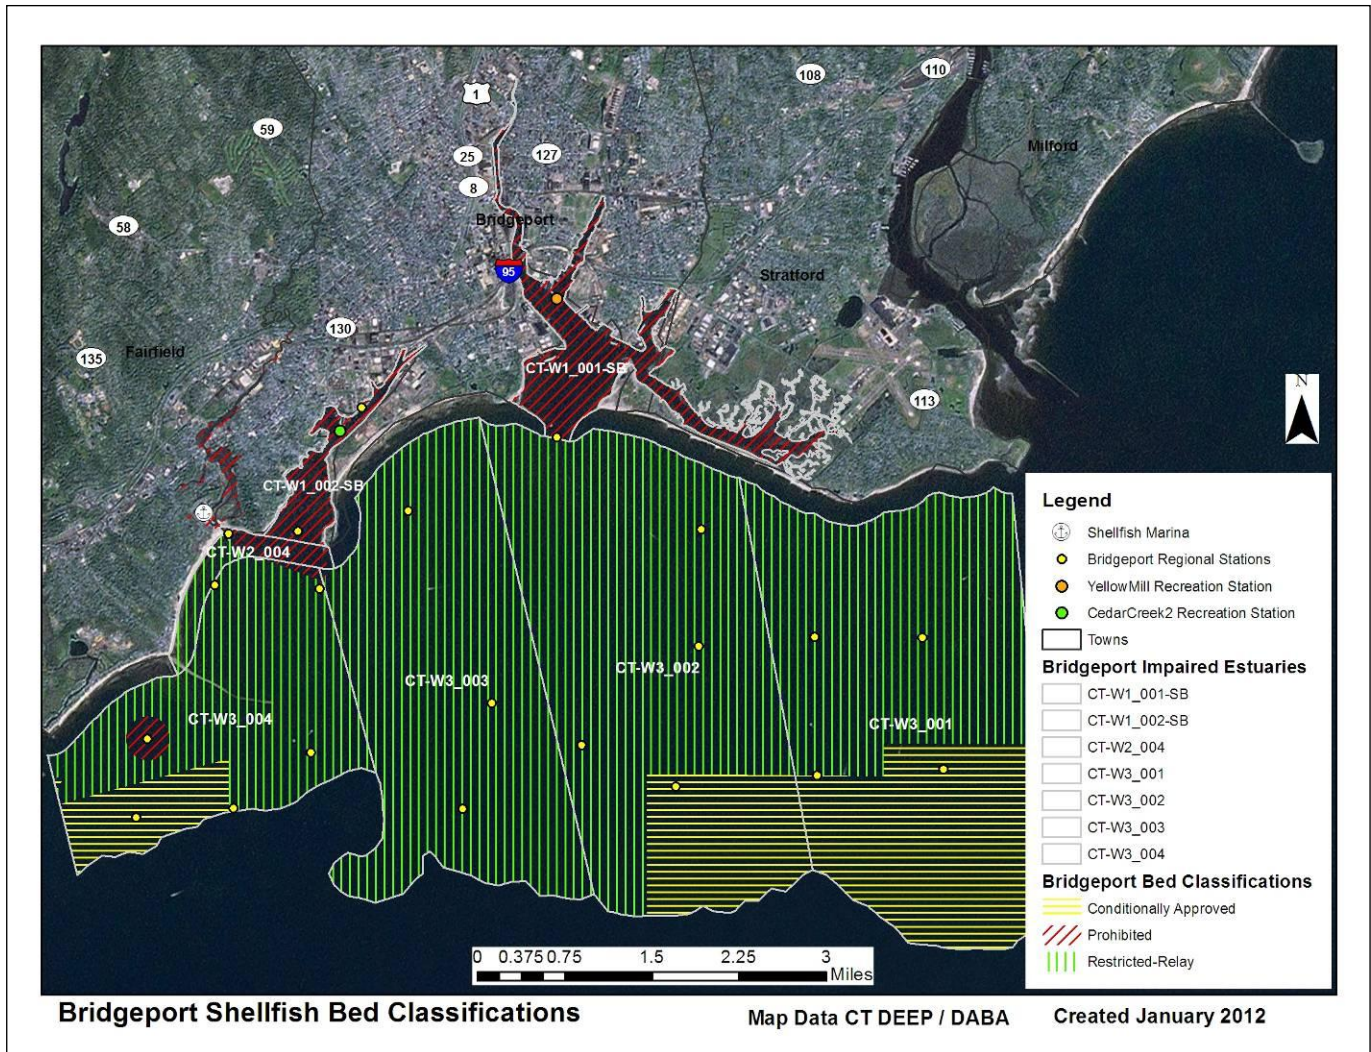 108
110
1
59
Milford
25
127
8
58
Bridgeport
95
Stratford
130
Fairfield
135
CT-W1_001-SB
113
N
CT-W1_002-SB
CT-W2_004
CT-W3_002
CT-W3_003
CT-W3_004
CT-W3_001
Legend
Shellfish Marina
Bridgeport Regional Stations
YellowMill Recreation Station
CedarCreek2 Recreation Station
Towns
Bridgeport Impaired Estuaries
CT-W1_001-SB
CT-W1_002-SB
CT-W2_004
CT-W3_001
CT-W3_002
CT-W3_003
CT-W3_004
Bridgeport Bed Classifications
Conditionally Approved
Prohibited
Restricted-Relay
0 0.375 0.75 1.5 2.25 3
Miles
Bridgeport Shellfish Bed Classifications
Map Data CT DEEP / DABA
Created January 2012